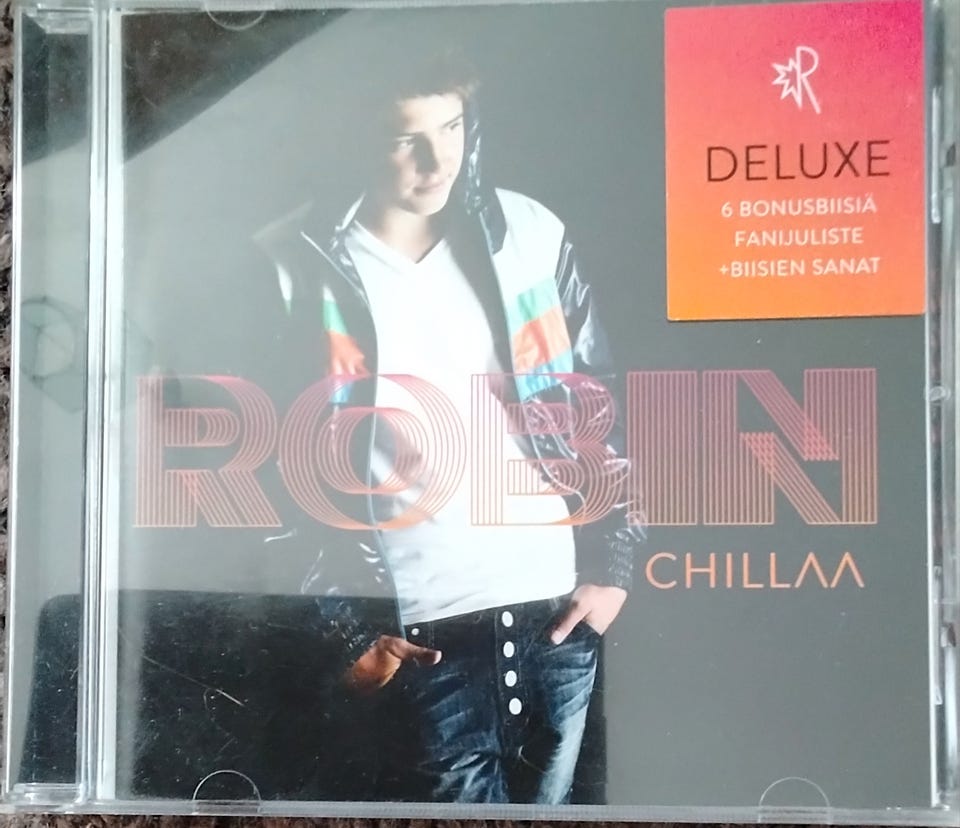 R
DELUXE
6 BONUSBIISIÄ
FANIJULISTE
+BIISIEN SANAT
ROBIN
CHILLAA